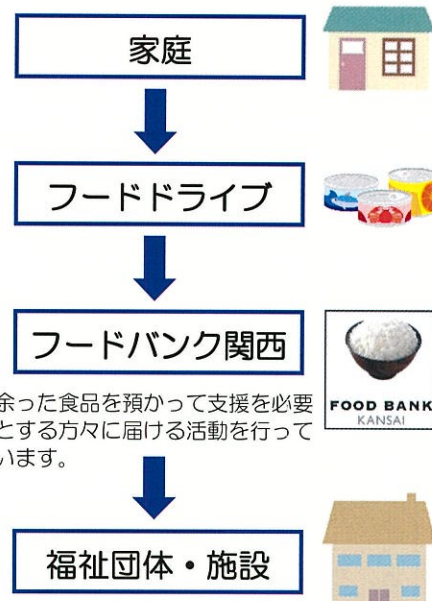 家庭
フードドライブ
フードバンク関西
FOOD BANK
KANSAI
余った食品を預かって支援を必要
とする方々に届ける活動を行って
います。
福祉団体・施設